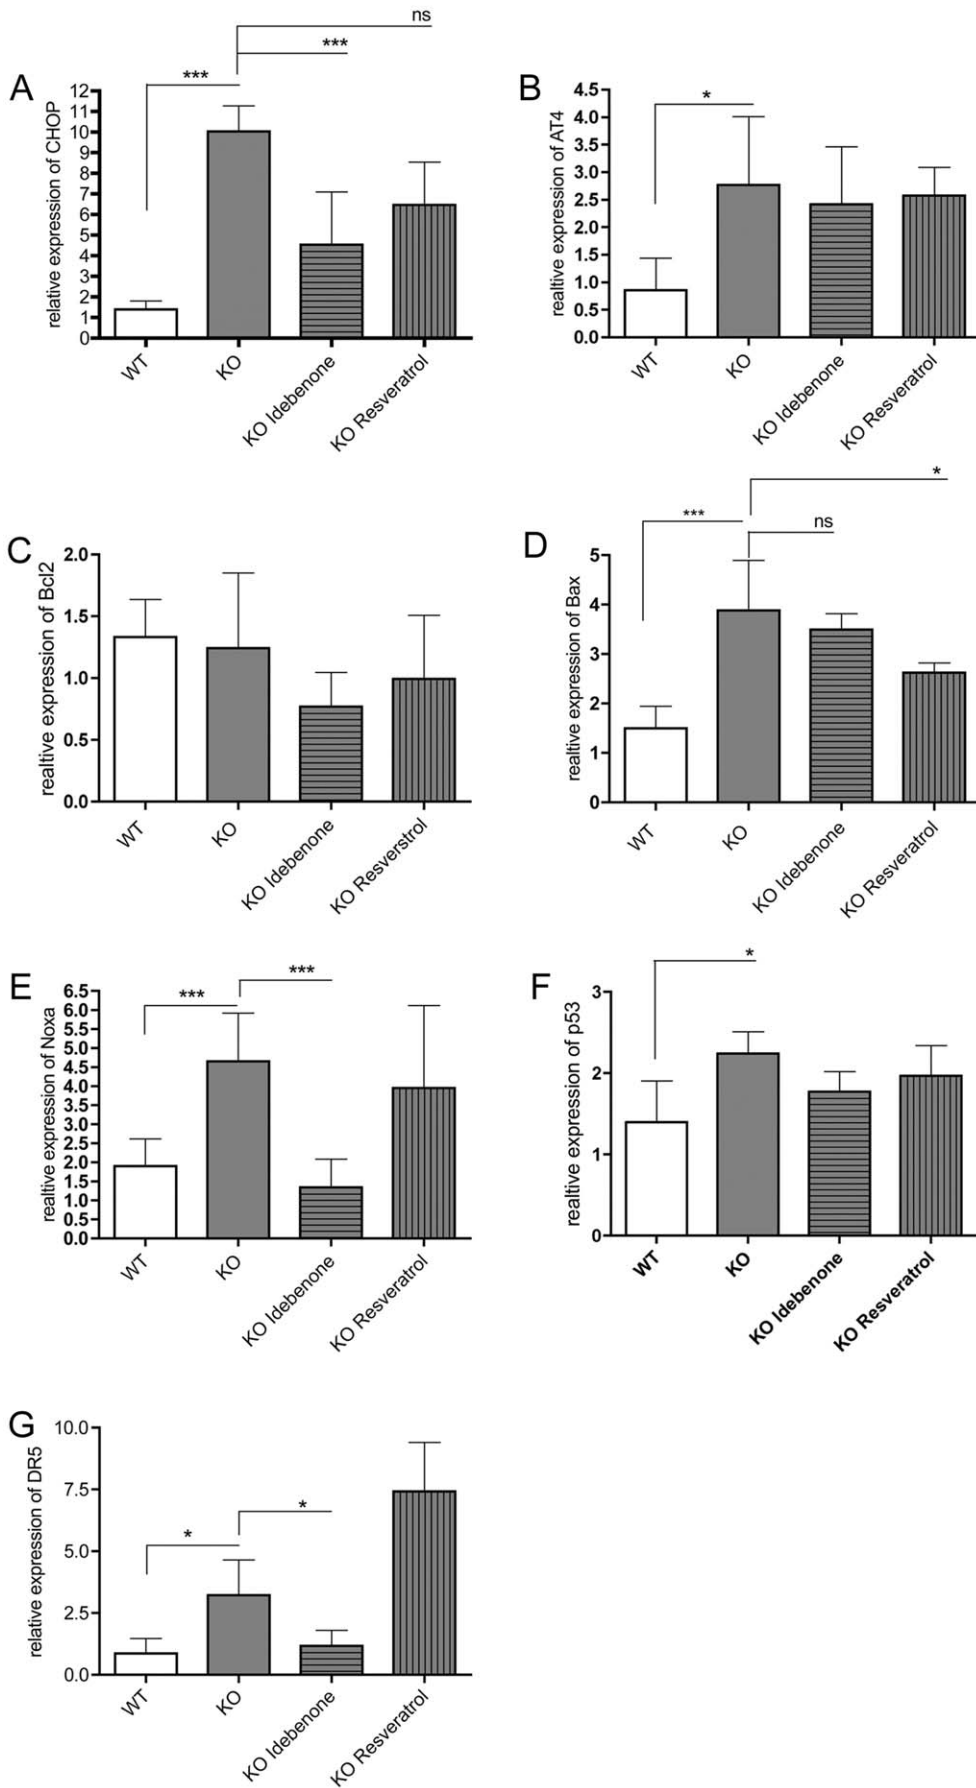 ns
***
***
A
relative expression of CHOP
12
11
10
9
8
7
6
5
4
3
2
1
0
WT
KO
KO Idebenone
KO Resveratrol
B
*
realtive expression of AT4
4.5
4.0
3.5
3.0
2.5
2.0
1.5
1.0
0.5
0.0
WT
KO
KO Idebenone
KO Resveratrol
C
realtive expression of Bcl2
2.0
1.5
1.0
0.5
0.0
WT
KO
KO Idebenone
KO Resverstrol
*
***
ns
D
realtive expression of Bax
5
4
3
2
1
0
WT
KO
KO Idebenone
KO Resveratrol
E
***
***
realtive expression of Noxa
6.5
6.0
5.5
5.0
4.5
4.0
3.5
3.0
2.5
2.0
1.5
1.0
0.5
0.0
WT
KO
KO Idebenone
KO Resveratrol
*
F
realtive expression of p53
3
2
1
0
WT
KO
KO Idebenone
KO Resveratrol
G
*
*
relative expression of DR5
10.0
7.5
5.0
2.5
0.0
WT
KO
KO Idebenone
KO Resveratrol